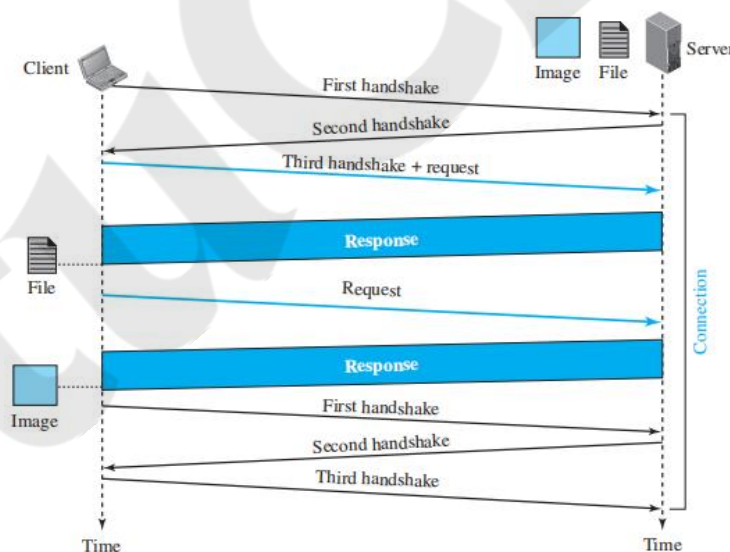 Client
Image
File
Server
First handshake
Second handshake
Third handshake + request
Response
File
Request
Connection
Response
Image
First handshake
Second handshake
Third handshake
Time
Time